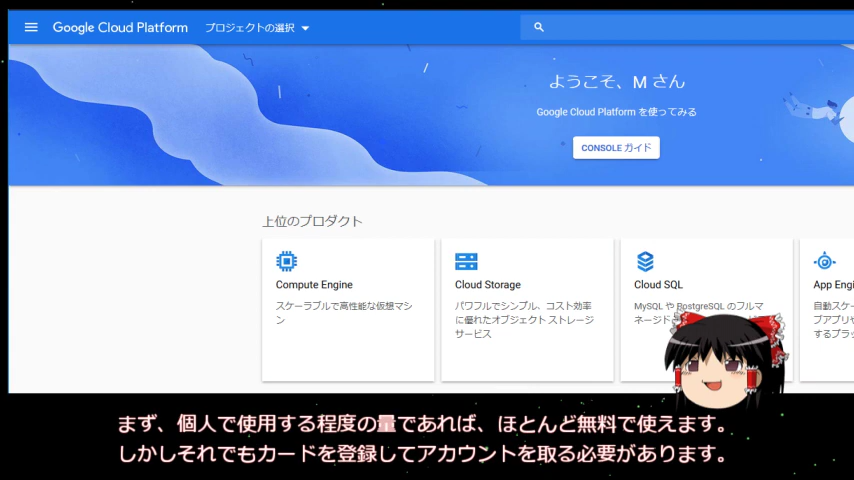 Google Cloud Platform
プロジェクトの選択
ようこそ、M さん
Google Cloud Platform を使ってみる
CONSOLE ガイド
上位のプロダクト
Compute Engine
スケーラブルで高性能な仮想マシ
ン
Cloud Storage
パワフルでシンプル、コスト効率
に優れたオブジェクト ストレージ
サービス
Cloud SQL
MySQL や PostgreSQL のフルマ
ネージド
App Engi
自動スケー
ブアプリや
するプラッ
まず、個人で使用する程度の量であれば、ほとんど無料で使えます。
しかしそれでもカードを登録してアカウントを取る必要があります。